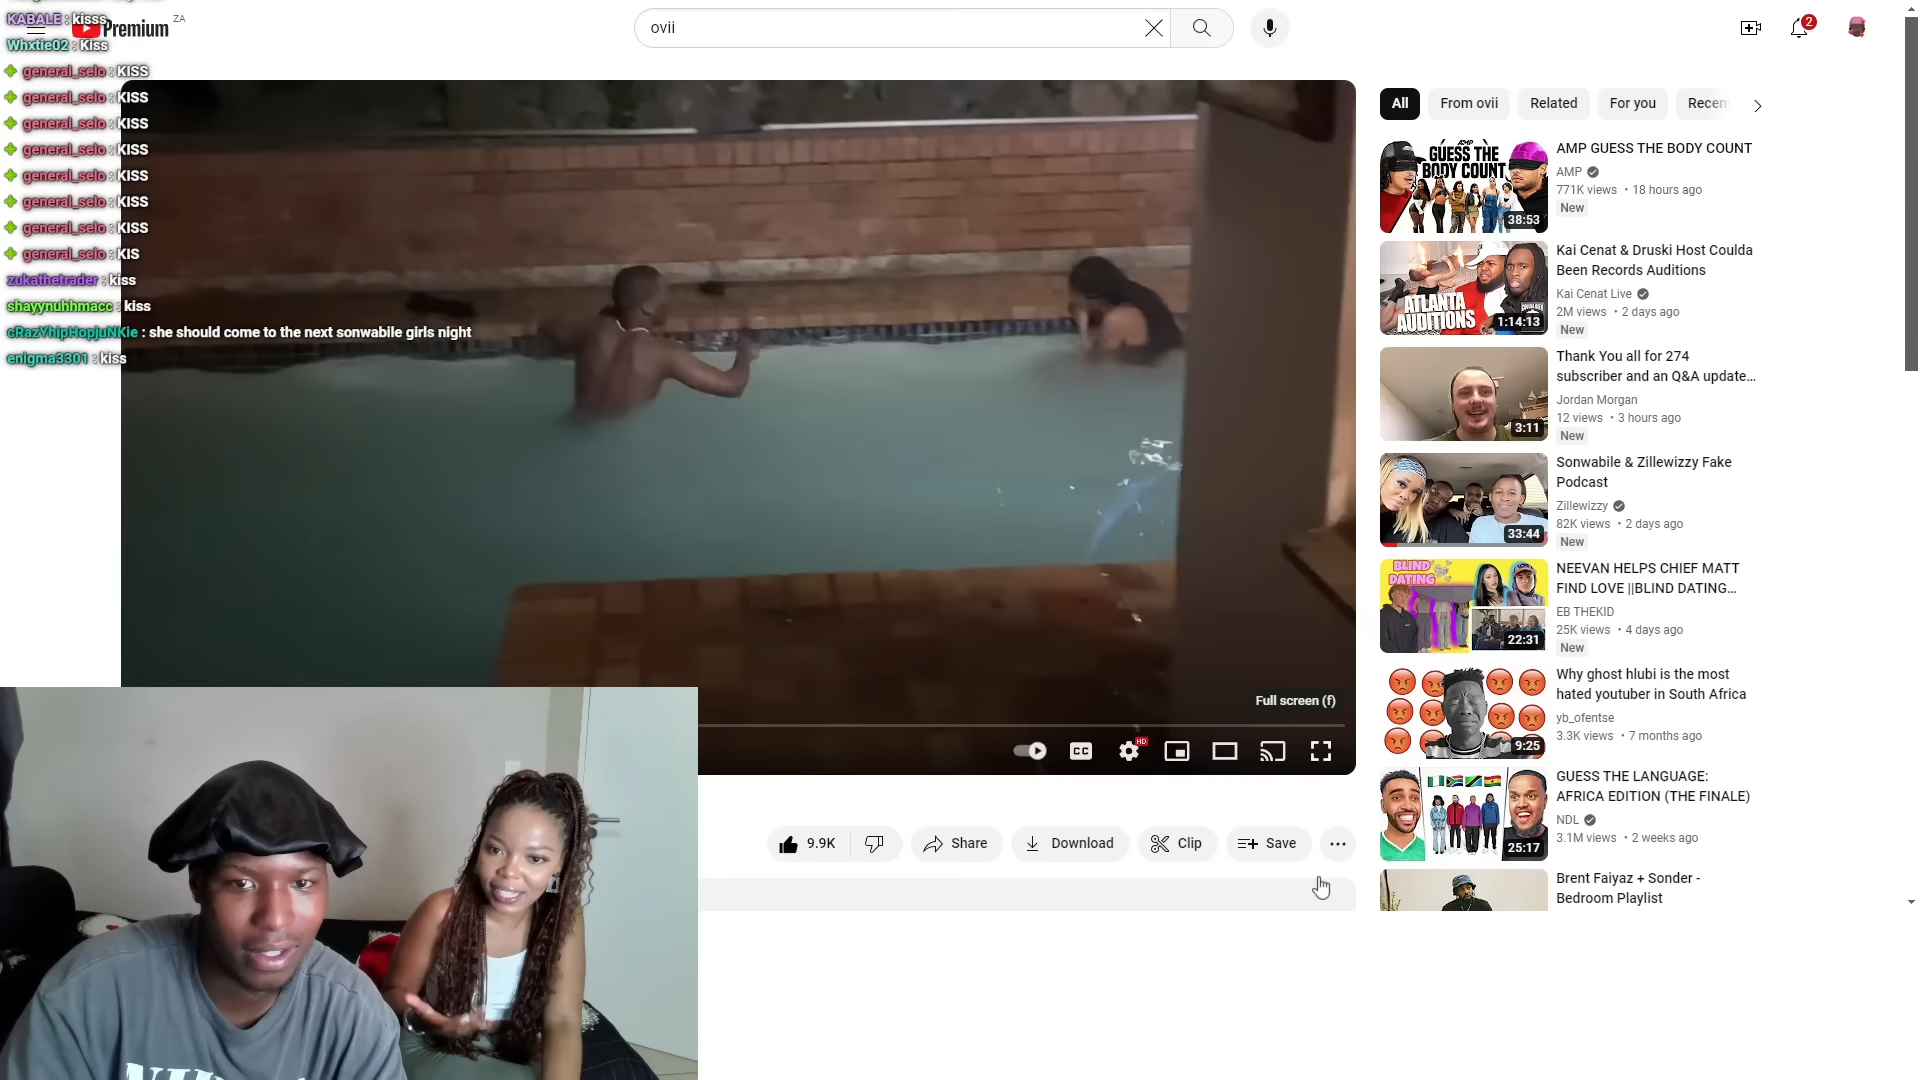 KABALE : kisss
Premium ZA
ovii
2
Whxtie02 : Kiss
general_selo : KISS
general_selo : KISS
general_selo : KISS
general_selo : KISS
general_selo : KISS
general_selo : KISS
general_selo : KISS
general_selo : KIS
zukathetrader : kiss
shayynuhhmacc : kiss
cRazYhipHopjuNKie : she should come to the next sonwabile girls night
enigma3301 : kiss
Full screen (f)
CC
HD
9.9K
Share
Download
Clip
Save
All
From ovii
Related
For you
Recen
AMP
GUESS THE
BODY COUNT
38:53
AMP GUESS THE BODY COUNT
AMP
771K views • 18 hours ago
New
ATLANTA
AUDITIONS
1:14:13
Kai Cenat & Druski Host Coulda
Been Records Auditions
Kai Cenat Live
2M views • 2 days ago
New
3:11
Thank You all for 274
subscriber and an Q&A update...
Jordan Morgan
12 views • 3 hours ago
New
33:44
Sonwabile & Zillewizzy Fake
Podcast
Zillewizzy
82K views • 2 days ago
New
BLIND
DATING
22:31
NEEVAN HELPS CHIEF MATT
FIND LOVE ||BLIND DATING...
EB THEKID
25K views • 4 days ago
New
9:25
Why ghost hlubi is the most
hated youtuber in South Africa
yb_ofentse
3.3K views • 7 months ago
25:17
GUESS THE LANGUAGE:
AFRICA EDITION (THE FINALE)
NDL
3.1M views • 2 weeks ago
Brent Faiyaz + Sonder -
Bedroom Playlist